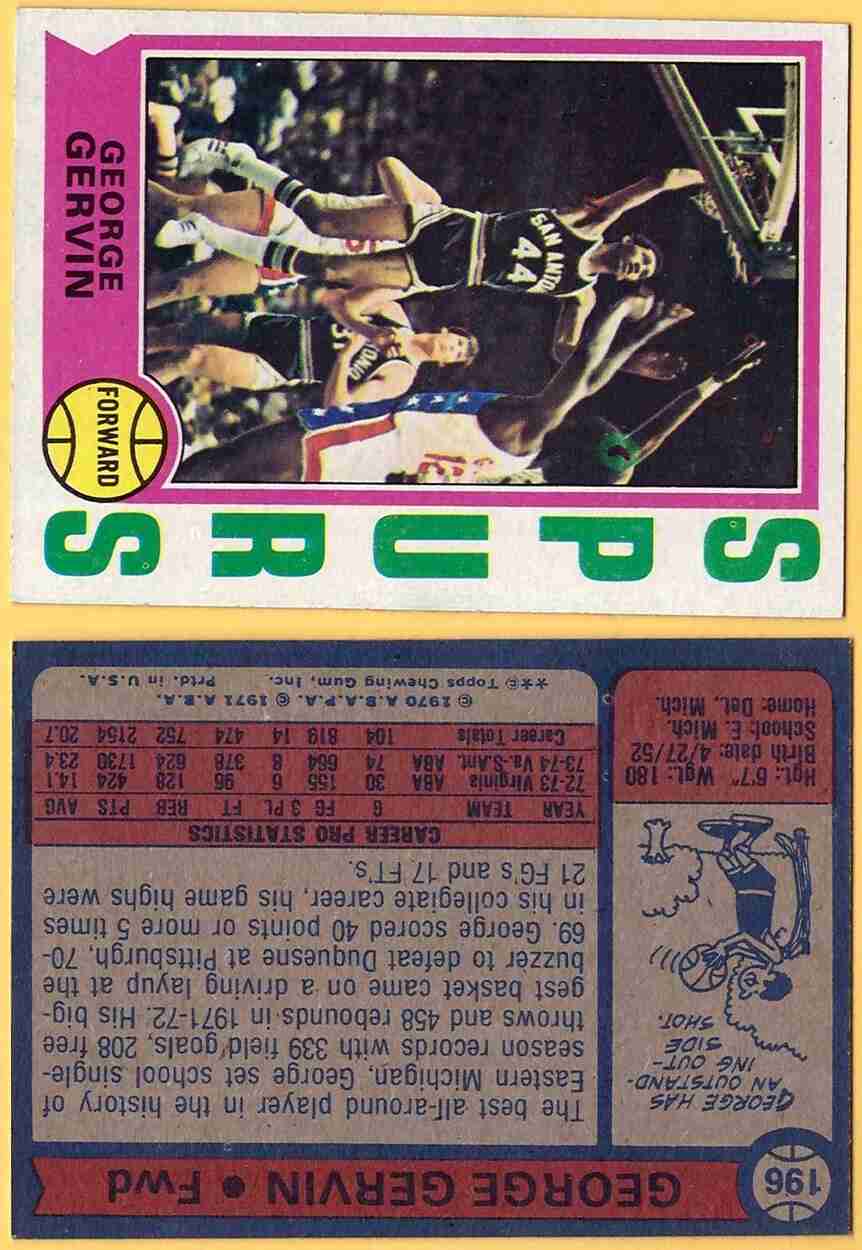 GEORGE
GERVIN
FORWARD
SAN ANTO
44
ONIO
SPURS
196
GEORGE GERVIN • Fwd
GEORGE HAS
AN OUTSTAND-
ING OUT-
SIDE
SHOT.
Hgt: 6'7" Wgt: 180
Birth date: 4/27/52
School: E. Mich.
Home: Det., Mich.
The best all-around player in the history of
Eastern Michigan, George set school single-
season records with 339 field goals, 208 free
throws and 458 rebounds in 1971-72. His big-
gest basket came on a driving layup at the
buzzer to defeat Duquesne at Pittsburgh, 70-
69. George scored 40 points or more 5 times
in his collegiate career, his game highs were
21 FG's and 17 FT's.
CAREER PRO STATISTICS
YEAR TEAM G FG 3 PL FT REB PTS AVG
72-73 Virginia ABA 30 155 6 96 128 424 14.1
73-74 Va.-S.Ant. ABA 74 664 8 378 624 1730 23.4
Career Totals 104 819 14 474 752 2154 20.7
© 1970 A.B.A.P.A. © 1971 A.B.A.
★★© Topps Chewing Gum, Inc. Prtd. in U.S.A.